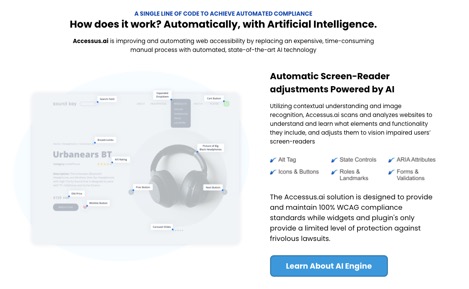 A SINGLE LINE OF CODE TO ACHIEVE AUTOMATED COMPLIANCE
How does it work? Automatically, with Artificial Intelligence.
Accessus.ai is improving and automating web accessibility by replacing an expensive, time-consuming
manual process with automated, state-of-the-art AI technology
Automatic Screen-Reader
adjustments Powered by AI
Utilizing contextual understanding and image
recognition, Accessus.ai scans and analyzes websites to
understand and learn what elements and functionality
they include, and adjusts them to vision impaired users'
screen-readers
Alt Tag
State Controls
ARIA Attributes
Icons & Buttons
Roles &
Landmarks
Forms &
Validations
The Accessus.ai solution is designed to provide
and maintain 100% WCAG compliance
standards while widgets and plugin's only
provide a limited level of protection against
frivolous lawsuits.
Learn About AI Engine
Urbanears BT